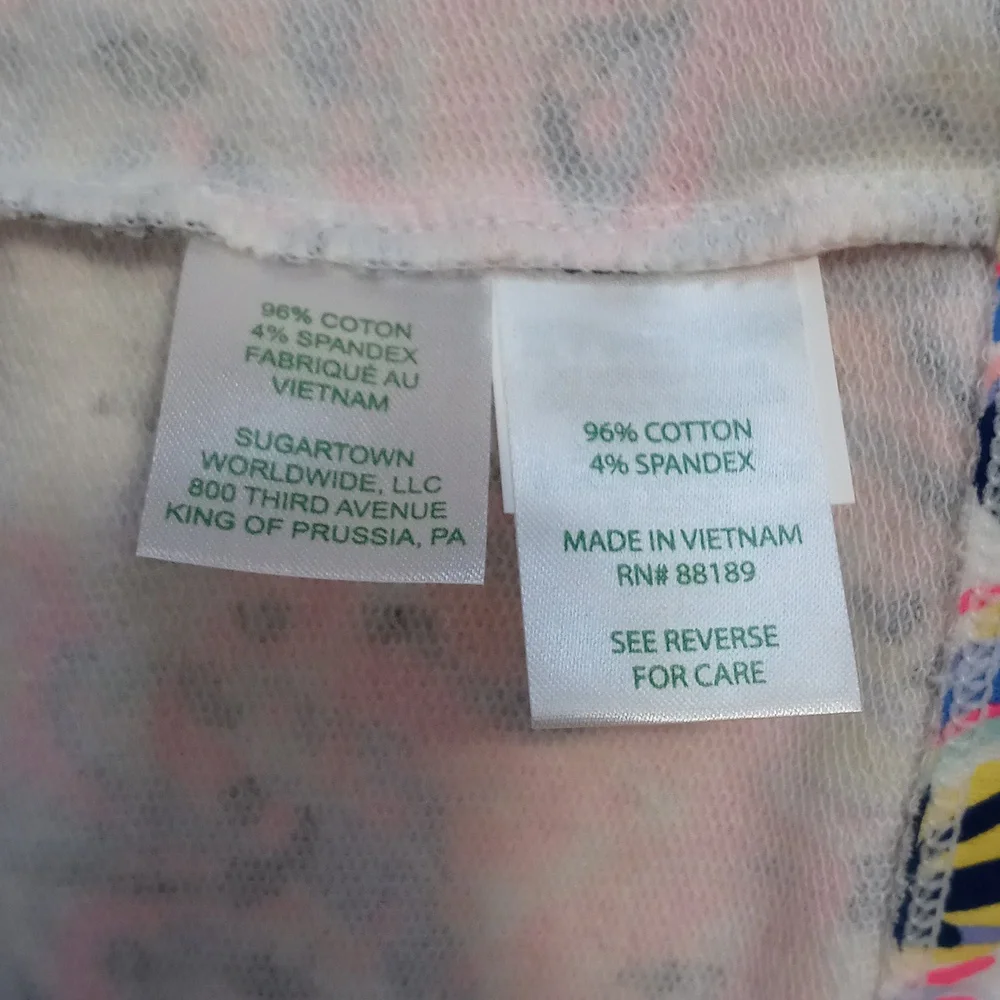 96% COTON
4% SPANDEX
FABRIQUÉ AU
VIETNAM
SUGARTOWN
WORLDWIDE, LLC
800 THIRD AVENUE
KING OF PRUSSIA, PA
96% COTTON
4% SPANDEX
MADE IN VIETNAM
RN# 88189
SEE REVERSE
FOR CARE